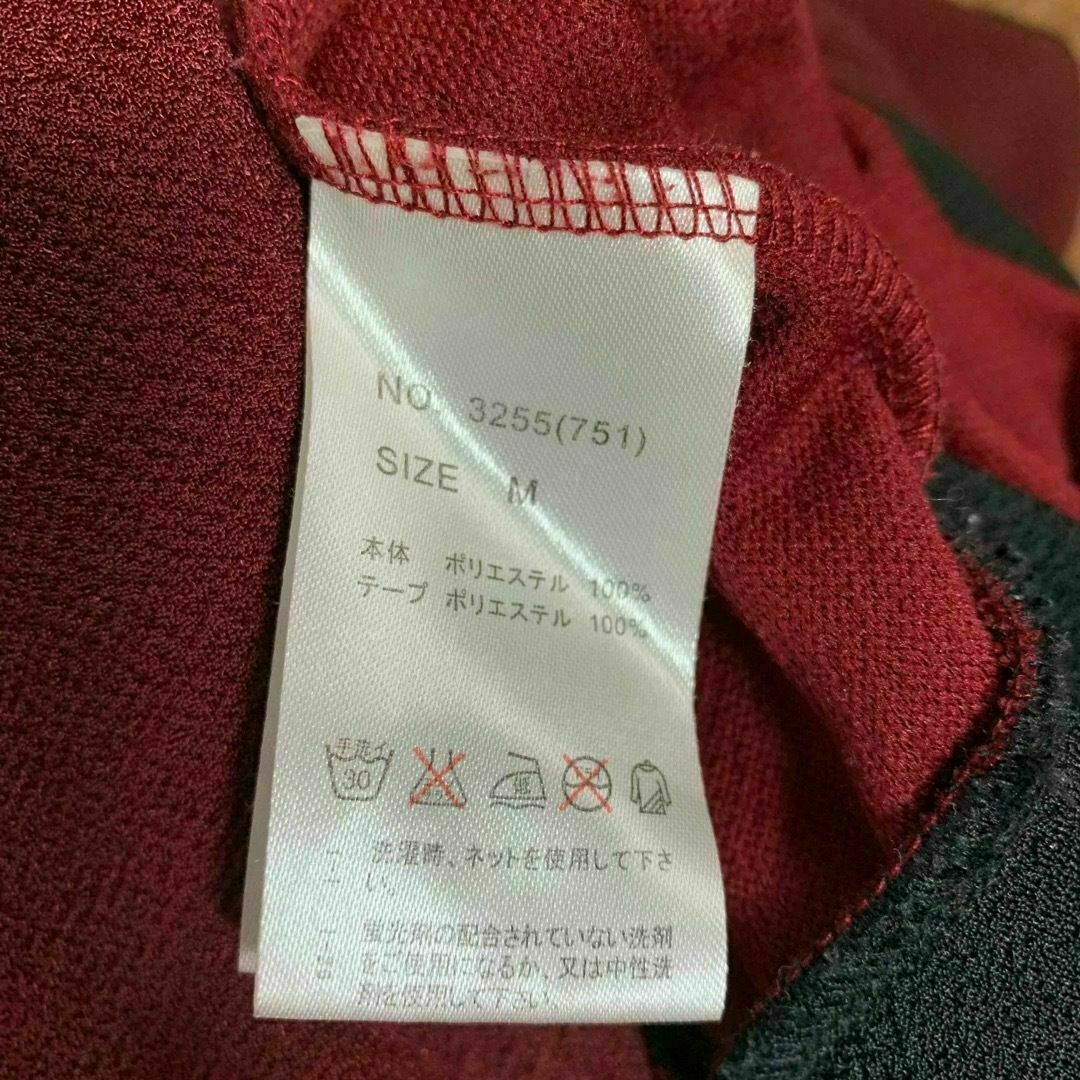 NO 3255(751)
SIZE M
本体 ポリエステル 100%
テープ ポリエステル 100%
手洗イ
30
洗濯時、ネットを使用して下さ
い。
蛍光剤の配合されていない洗剤
をご使用になるか、又は中性洗
剤を使用して下さい。